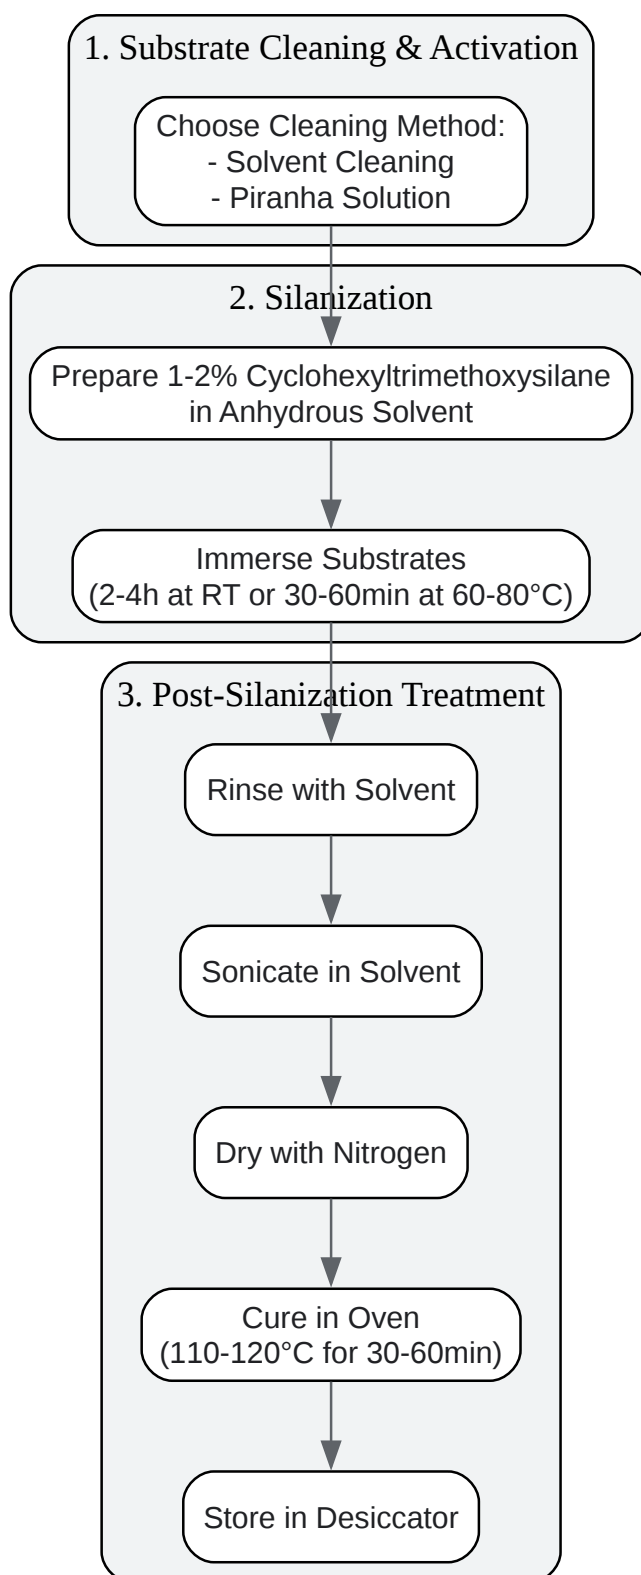 1. Substrate Cleaning & Activation
Choose Cleaning Method:
- Solvent Cleaning
- Piranha Solution
2. Silanization
Prepare 1-2% Cyclohexyltrimethoxysilane
in Anhydrous Solvent
Immerse Substrates
(2-4h at RT or 30-60min at 60-80°C)
3. Post-Silanization Treatment
Rinse with Solvent
Sonicate in Solvent
Dry with Nitrogen
Cure in Oven
(110-120°C for 30-60min)
Store in Desiccator